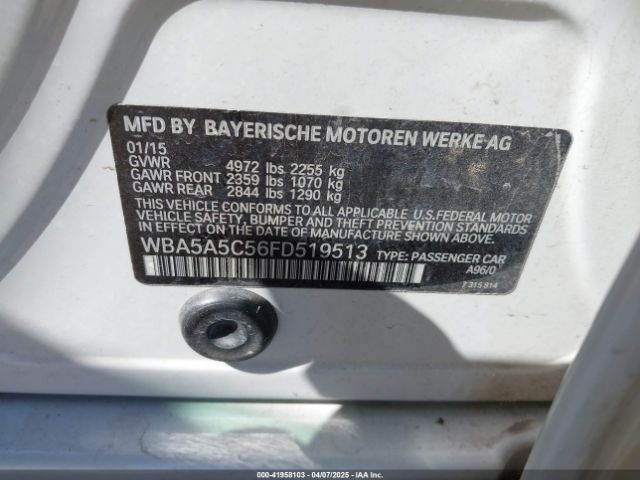 MFD BY BAYERISCHE MOTOREN WERKE AG
01/15
GVWR 4972 lbs 2255 kg
GAWR FRONT 2359 lbs 1070 kg
GAWR REAR 2844 lbs 1290 kg
THIS VEHICLE CONFORMS TO ALL APPLICABLE U.S.FEDERAL MOTOR
VEHICLE SAFETY, BUMPER AND THEFT PREVENTION STANDARDS
IN EFFECT ON THE DATE OF MANUFACTURE SHOWN ABOVE.
WBA5A5C56FD519513 TYPE: PASSENGER CAR
A96/0
7 315 814
000-41958103 - 04/07/2025 - IAA Inc.